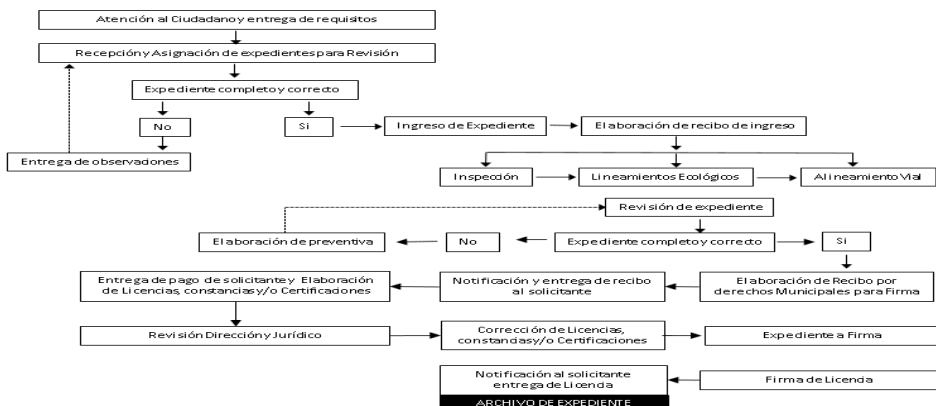 Atención al Ciudadano y entrega de requisitos
Recepción y Asignación de expedientes para Revisión
Expediente completo y correcto
No
Si
Ingreso de Expediente
Elaboración de recibo de ingreso
Entrega de observaciones
Inspección
Lineamientos Ecológicos
Alineamiento Vial
Revisión de expediente
Elaboración de preventiva
No
Expediente completo y correcto
Si
Entrega de pago de solicitante y Elaboración
de Licencias, constancias y/o Certificaciones
Notificación y entrega de recibo
al solicitante
Elaboración de Recibo por
derechos Municipales para Firma
Revisión Dirección y Jurídico
Corrección de Licencias,
constancias y/o Certificaciones
Expediente a Firma
Notificación al solicitante
entrega de Licencia
Firma de Licencia
ARCHIVO DE EXPEDIENTE